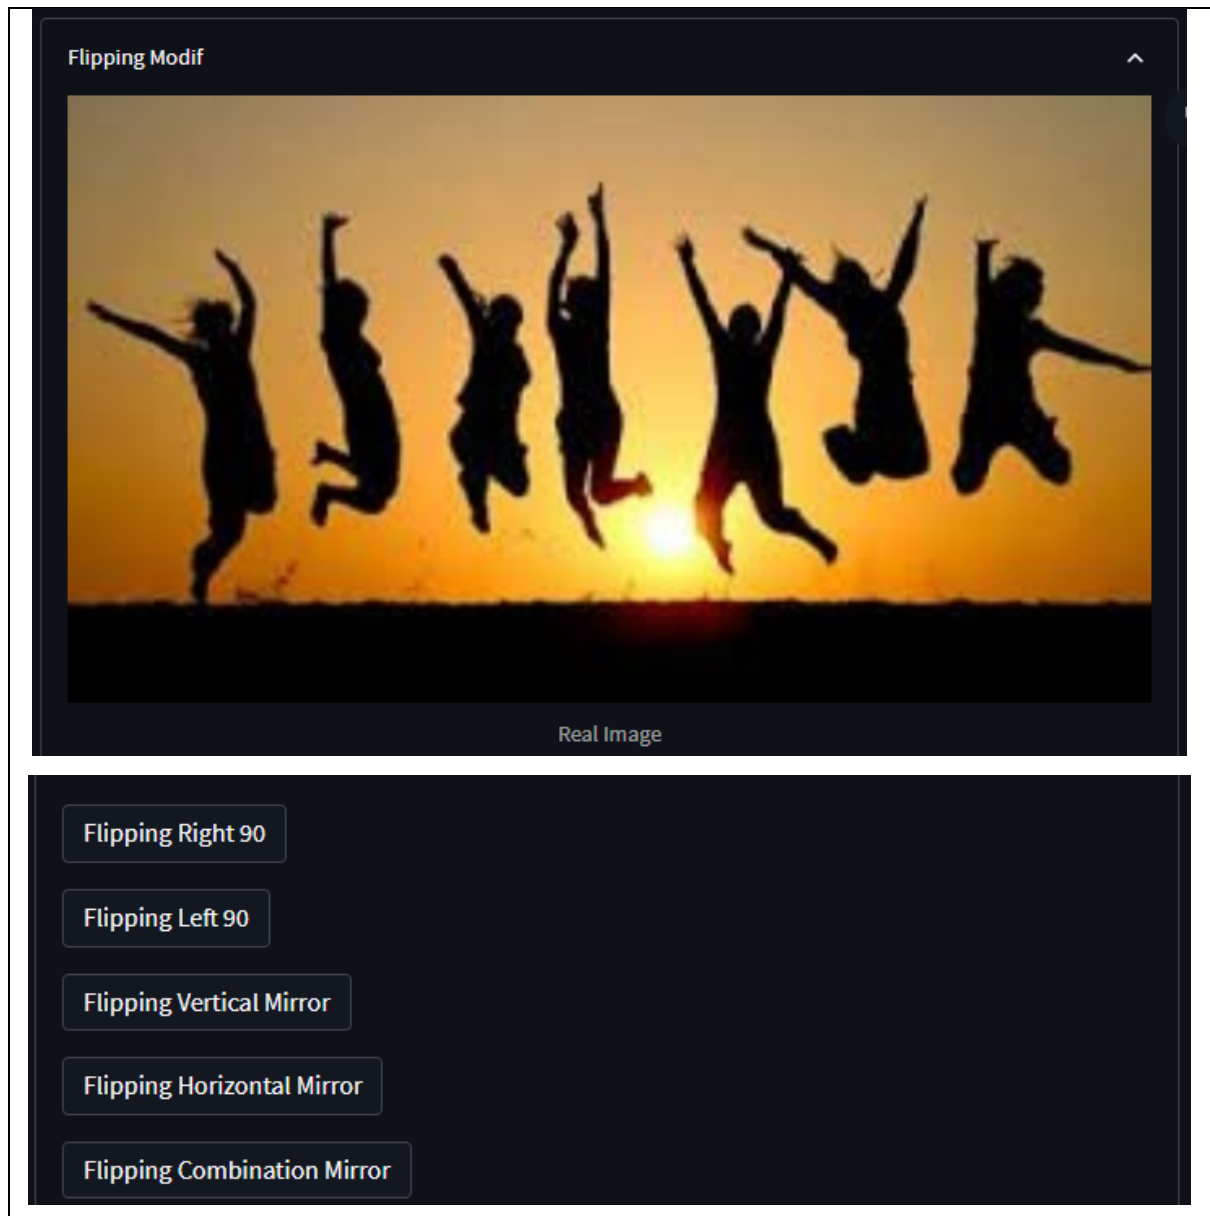 Flipping Modif
Real Image
Flipping Right 90
Flipping Left 90
Flipping Vertical Mirror
Flipping Horizontal Mirror
Flipping Combination Mirror